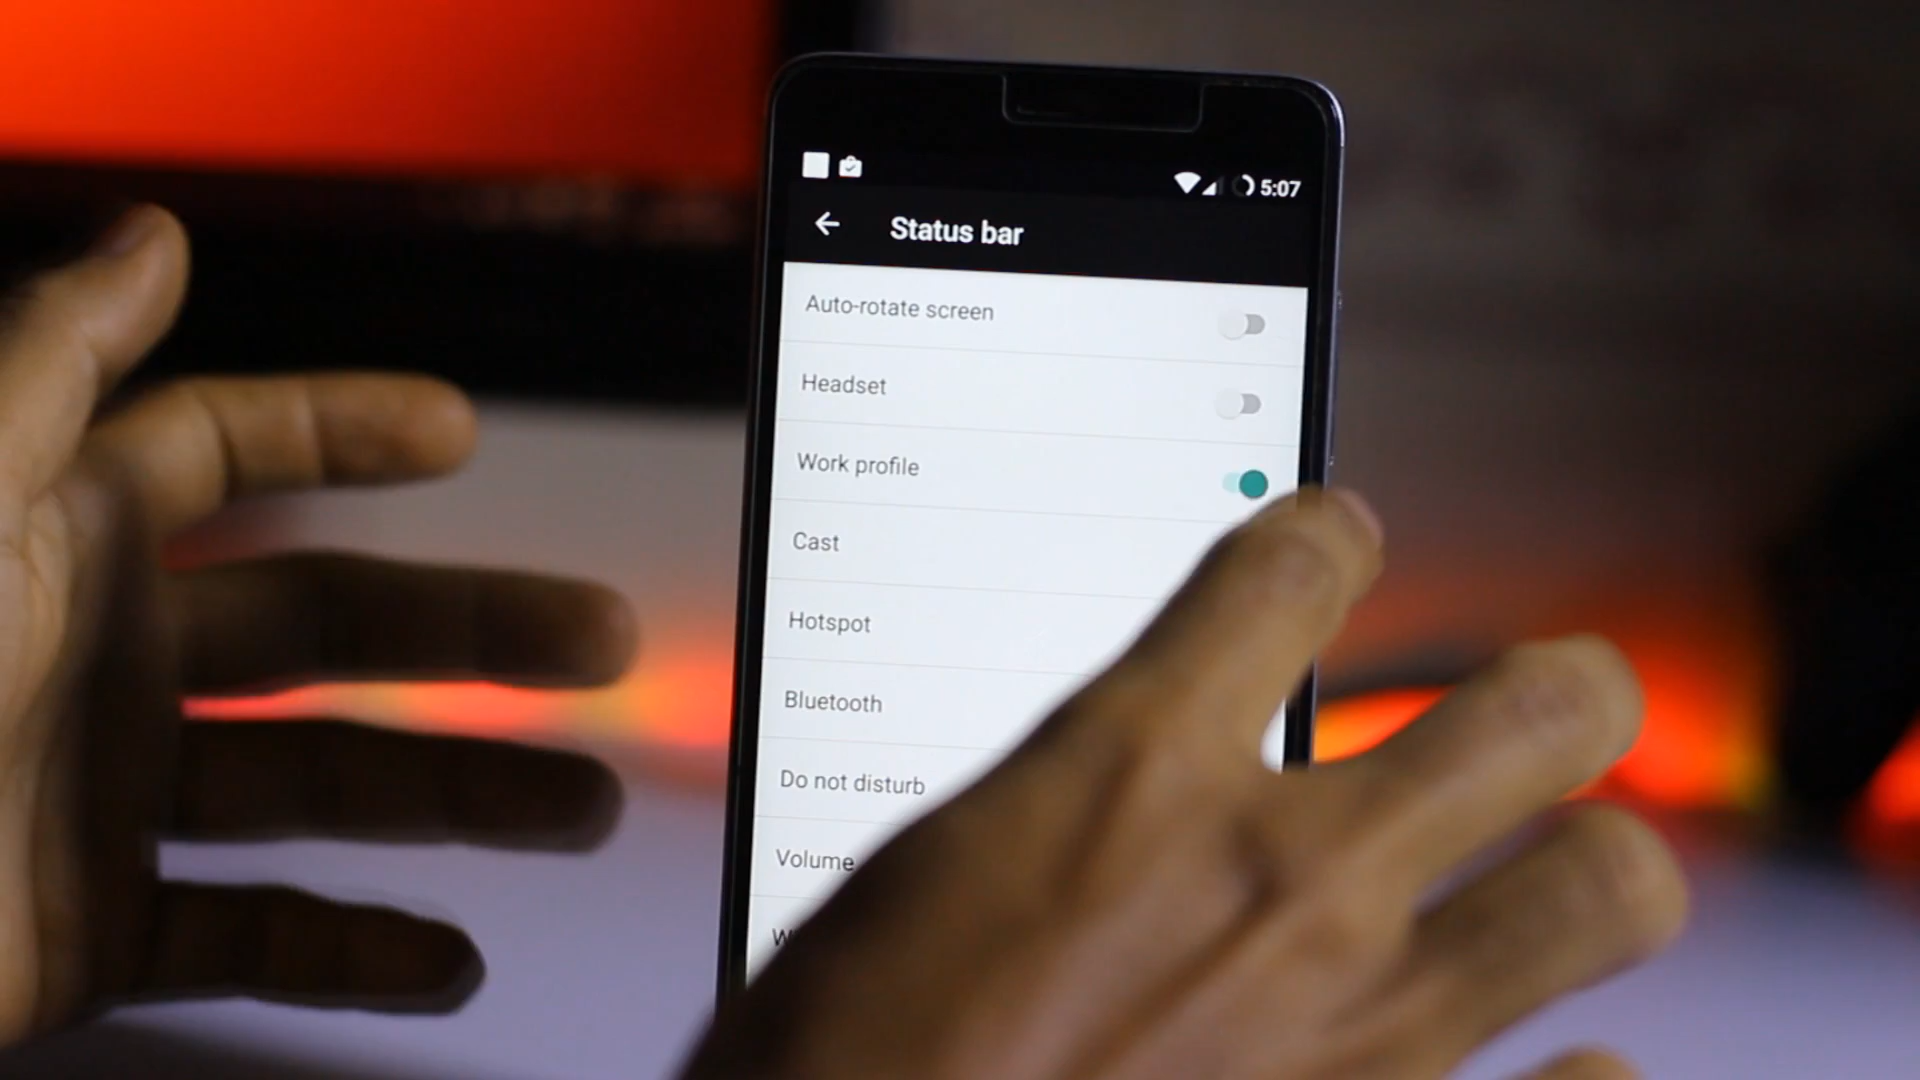 5:07
Status bar
Auto-rotate screen
Headset
Work profile
Cast
Hotspot
Bluetooth
Do not disturb
Volume